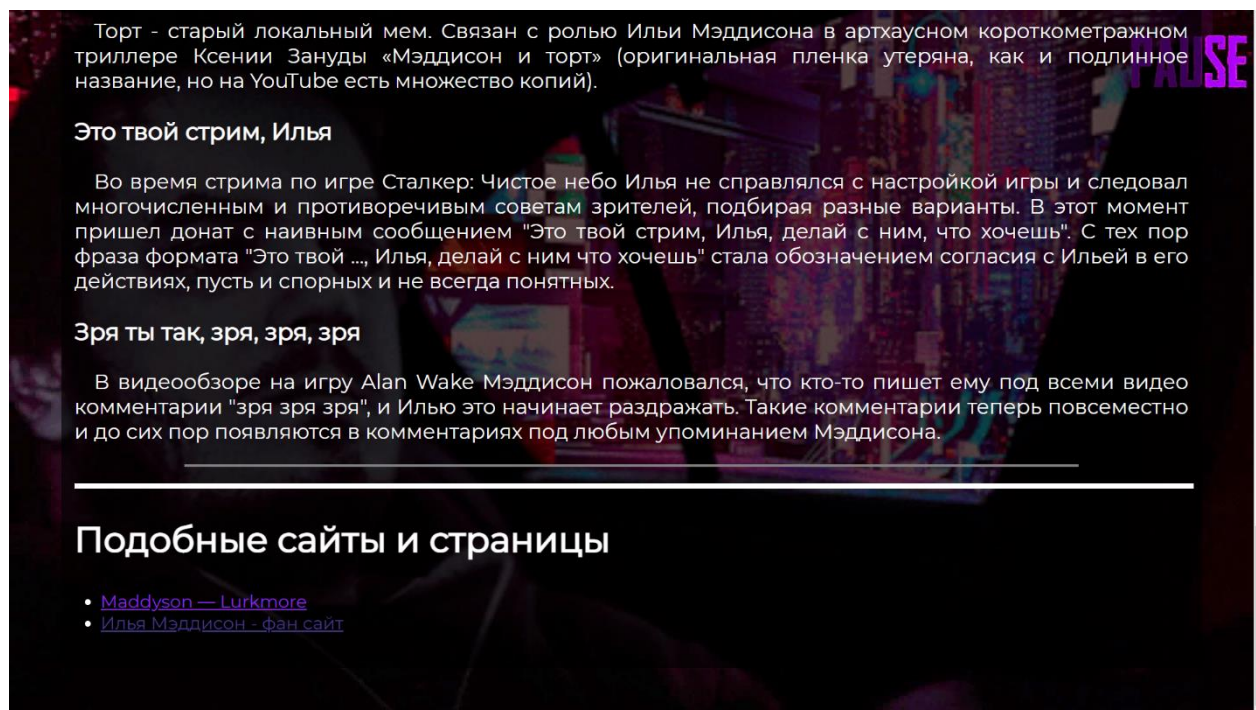 Торт - старый локальный мем. Связан с ролью Ильи Мэддисона в артхаусном короткометражном
триллере Ксении Зануды «Мэддисон и торт» (оригинальная пленка утеряна, как и подлинное
название, но на YouTube есть множество копий).
PAUSE
Это твой стрим, Илья
Во время стрима по игре Сталкер: Чистое небо Илья не справлялся с настройкой игры и следовал
многочисленным и противоречивым советам зрителей, подбирая разные варианты. В этот момент
пришел донат с наивным сообщением "Это твой стрим, Илья, делай с ним, что хочешь". С тех пор
фраза формата "Это твой ..., Илья, делай с ним что хочешь" стала обозначением согласия с Ильей в его
действиях, пусть и спорных и не всегда понятных.
Зря ты так, зря, зря, зря
В видеообзоре на игру Alan Wake Мэддисон пожаловался, что кто-то пишет ему под всеми видео
комментарии "зря зря зря", и Илью это начинает раздражать. Такие комментарии теперь повсеместно
и до сих пор появляются в комментариях под любым упоминанием Мэддисона.
Подобные сайты и страницы
• Maddyson — Lurkmore
• Илья Мэддисон - фан сайт